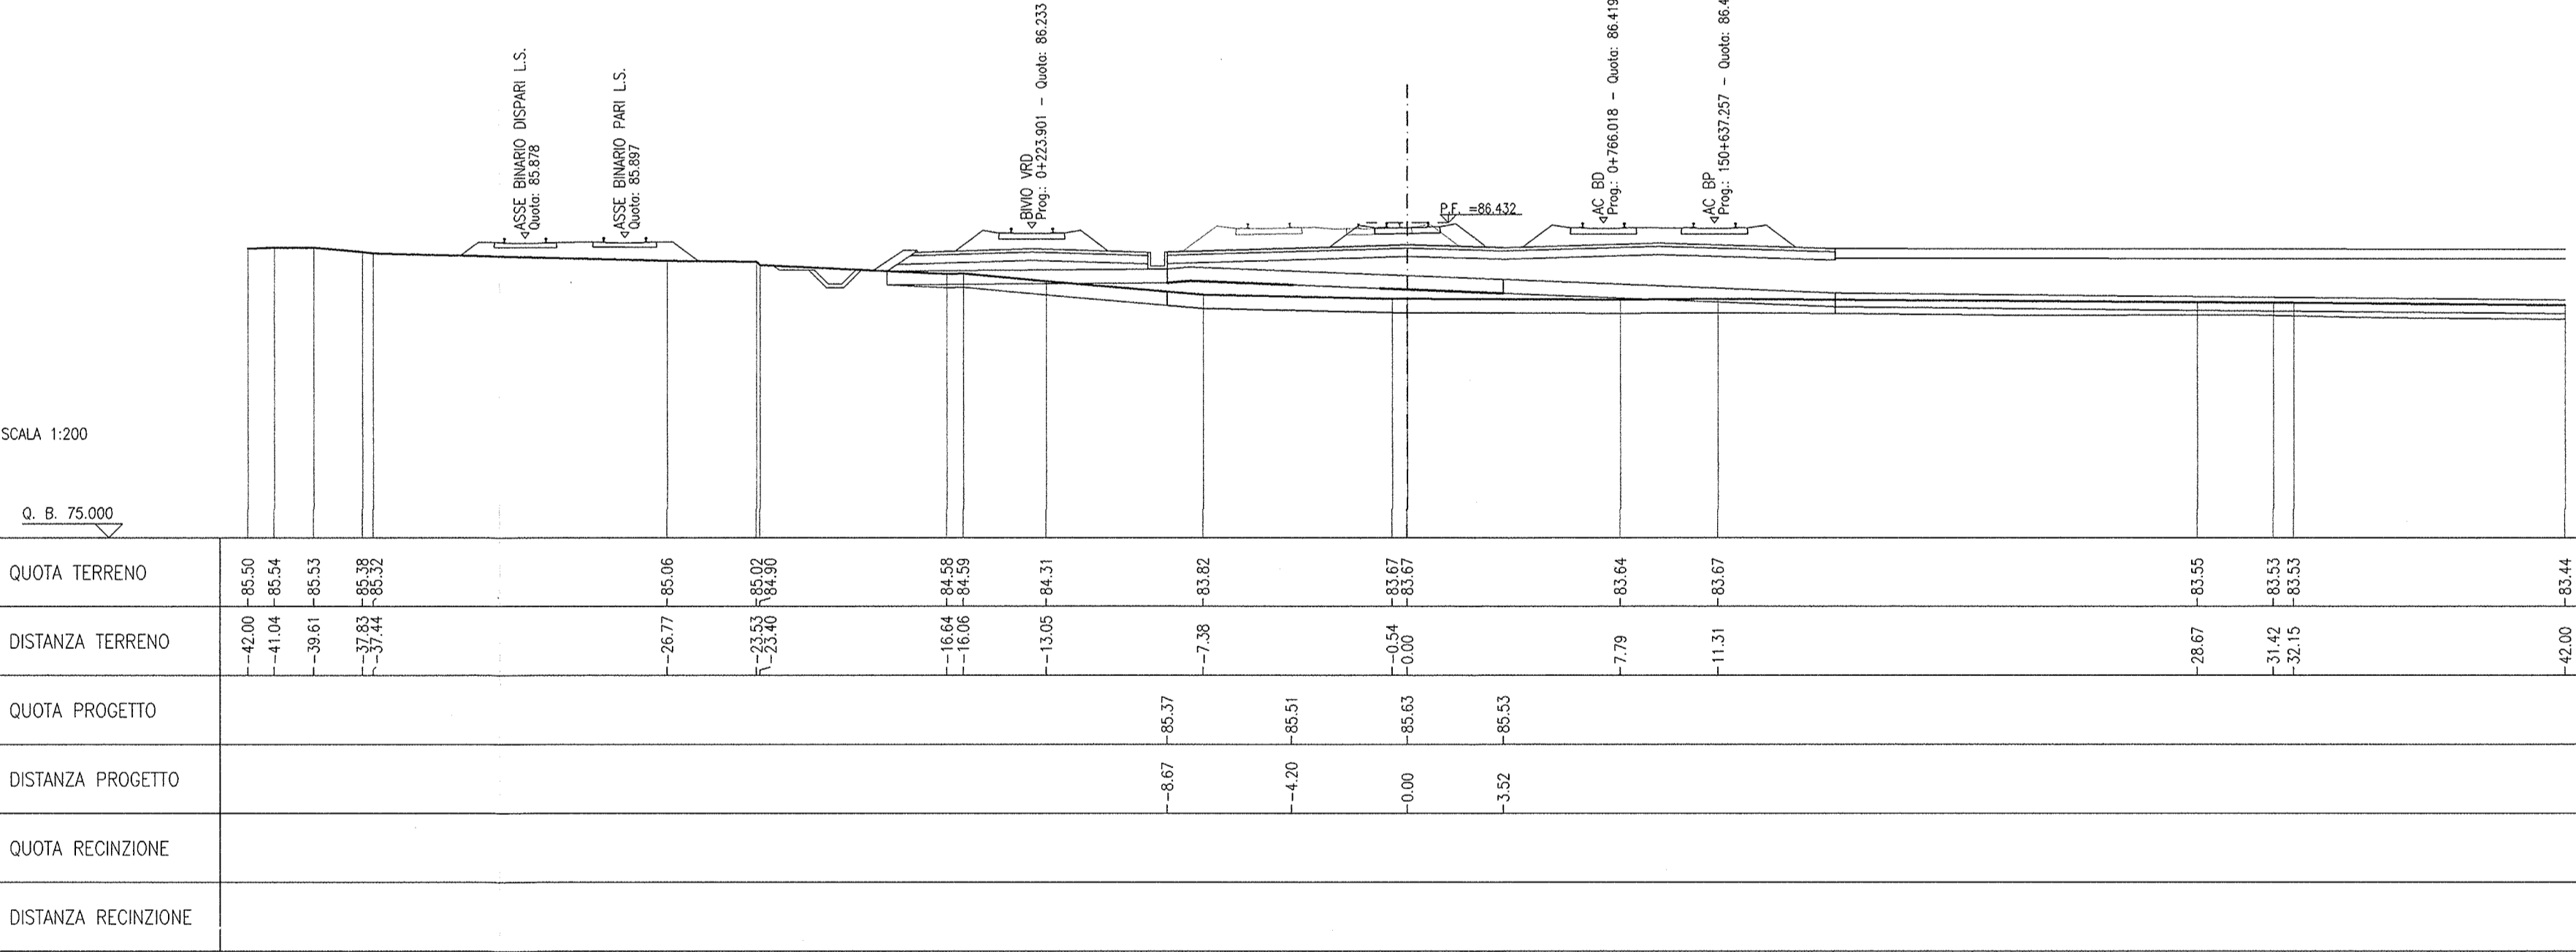 ASSE BINARIO DISPARI L.S.
Quota: 85.878
ASSE BINARIO PARI L.S.
Quota: 85.897
BIVIO VRD
Prog.: 0+223.901 - Quota: 86.233
P.F. =86.432
AC BD
Prog.: 0+766.018 - Quota: 86.419
AC BP
Prog.: 150+637.257 - Quota: 86.4
SCALA 1:200
Q. B. 75.000
QUOTA TERRENO 85.50 85.54 85.53 85.38 85.32 85.06 85.02 84.90 84.58 84.59 84.31 83.82 83.67 83.67 83.64 83.67 83.55 83.53 83.53 83.44
DISTANZA TERRENO -42.00 -41.04 -39.61 -37.83 -37.44 -26.77 -23.53 -23.40 -16.64 -16.06 -13.05 -7.38 -0.54 0.00 7.79 11.31 28.67 31.42 32.15 42.00
QUOTA PROGETTO 85.37 85.51 85.63 85.53
DISTANZA PROGETTO -8.67 -4.20 0.00 3.52
QUOTA RECINZIONE
DISTANZA RECINZIONE